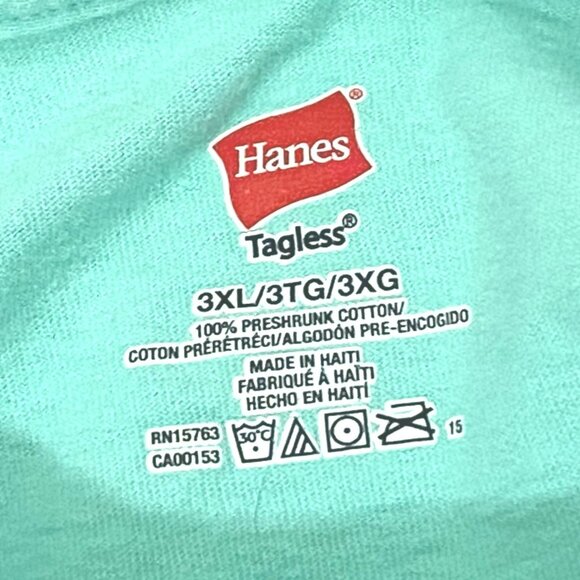 Hanes®
Tagless®
3XL/3TG/3XG
100% PRESHRUNK COTTON/
COTON PRÉRÉTRÉCI/ALGODÓN PRE-ENCOGIDO
MADE IN HAITI
FABRIQUÉ À HAÏTI
HECHO EN HAITÍ
RN15763
CA00153
30°C
15